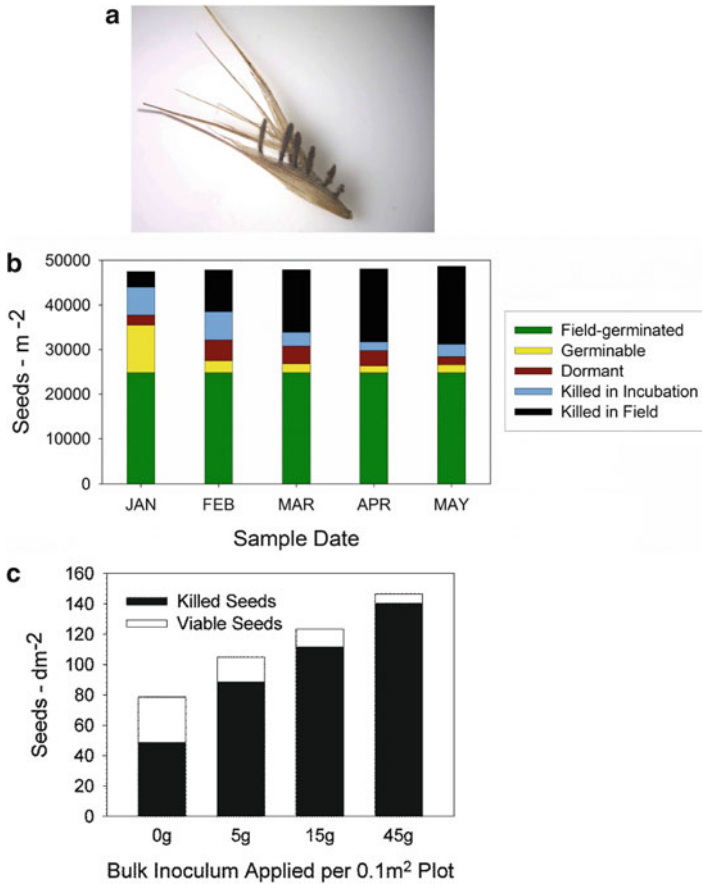 a
b
50000
40000
30000
20000
10000
0
Seeds - m -2
JAN FEB MAR APR MAY
Sample Date
Field-germinated
Germinable
Dormant
Killed in Incubation
Killed in Field
c
160
140
120
100
80
60
40
20
0
Seeds - dm-2
Killed Seeds
Viable Seeds
0g 5g 15g 45g
Bulk Inoculum Applied per 0.1m² Plot